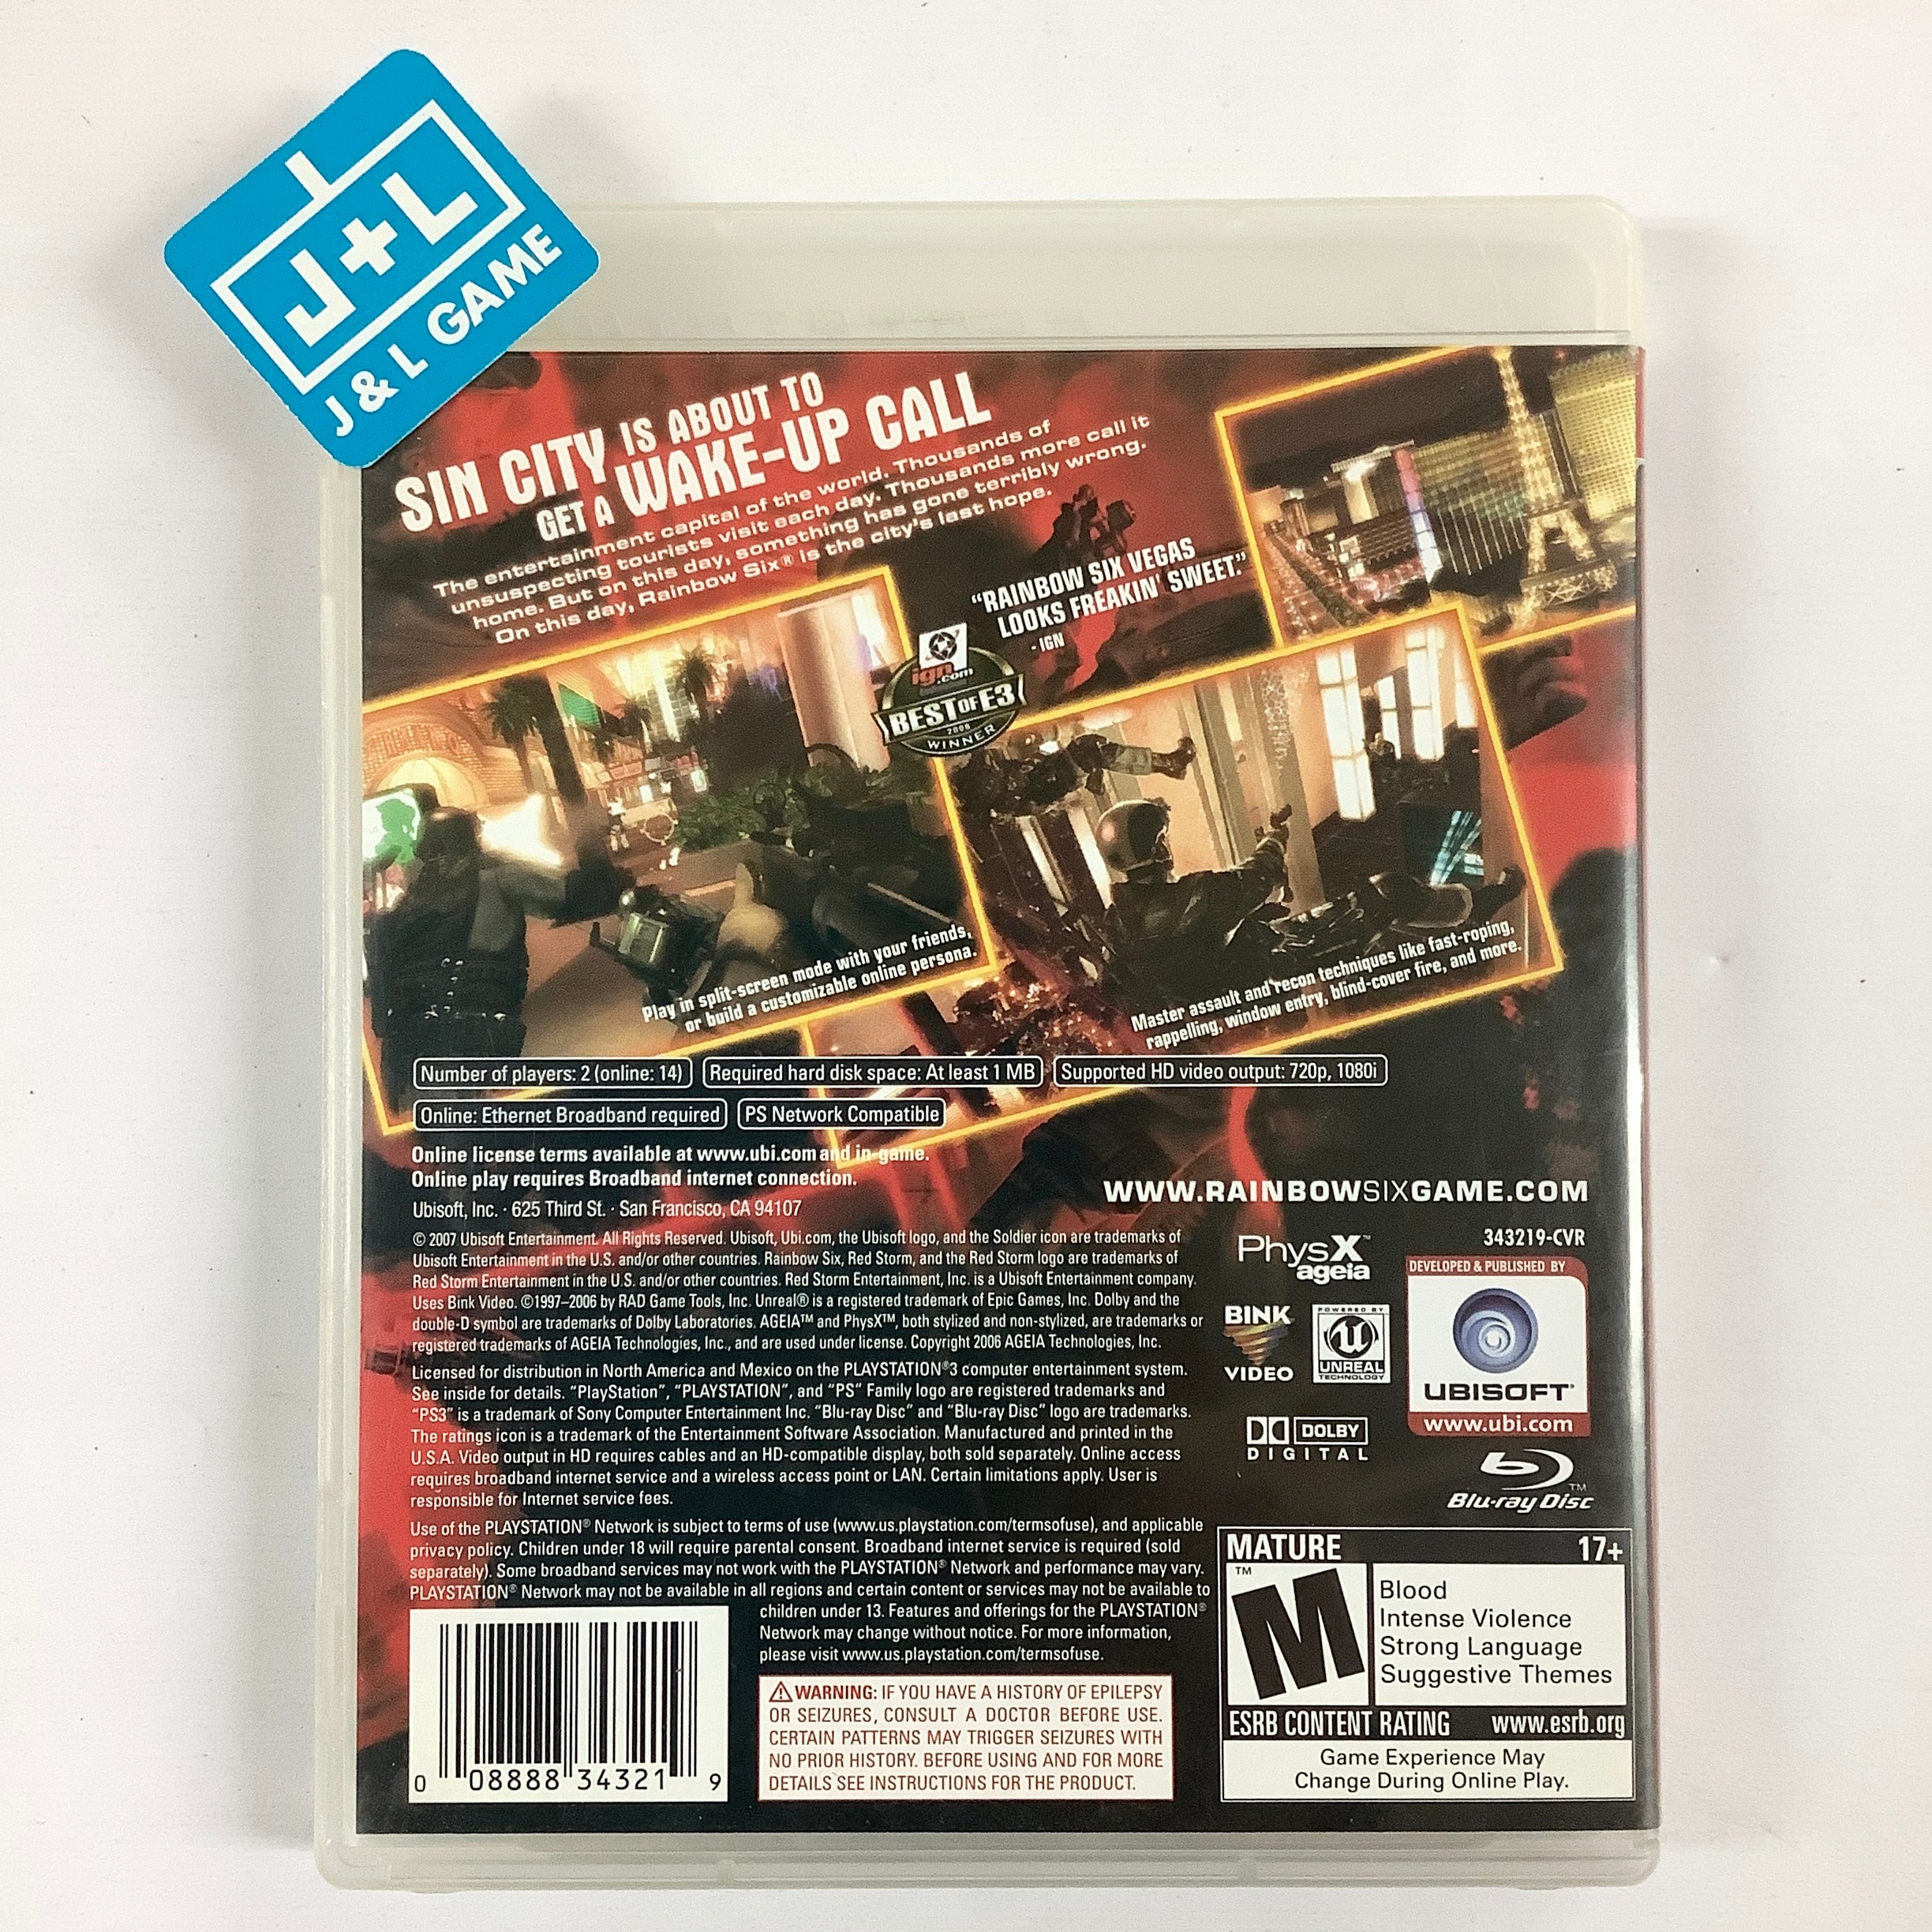 J+L
J & L GAME
SIN CITY IS ABOUT TO
GET A WAKE-UP CALL
The entertainment capital of the world. Thousands of
unsuspecting tourists visit each day. Thousands more call it
home. But on this day, something has gone terribly wrong.
On this day, Rainbow Six® is the city's last hope.
“RAINBOW SIX VEGAS
LOOKS FREAKIN' SWEET.”
- IGN
ign.com
BEST OF E3
2006
WINNER
Play in split-screen mode with your friends,
or build a customizable online persona.
Master assault and recon techniques like fast-roping,
rappelling, window entry, blind-cover fire, and more.
Number of players: 2 (online: 14) Required hard disk space: At least 1 MB Supported HD video output: 720p, 1080i
Online: Ethernet Broadband required PS Network Compatible
Online license terms available at www.ubi.com and in-game.
Online play requires Broadband internet connection.
Ubisoft, Inc. · 625 Third St. · San Francisco, CA 94107
© 2007 Ubisoft Entertainment. All Rights Reserved. Ubisoft, Ubi.com, the Ubisoft logo, and the Soldier icon are trademarks of
Ubisoft Entertainment in the U.S. and/or other countries. Rainbow Six, Red Storm, and the Red Storm logo are trademarks of
Red Storm Entertainment in the U.S. and/or other countries. Red Storm Entertainment, Inc. is a Ubisoft Entertainment company.
Uses Bink Video. ©1997–2006 by RAD Game Tools, Inc. Unreal® is a registered trademark of Epic Games, Inc. Dolby and the
double-D symbol are trademarks of Dolby Laboratories. AGEIA™ and PhysX™, both stylized and non-stylized, are trademarks or
registered trademarks of AGEIA Technologies, Inc., and are used under license. Copyright 2006 AGEIA Technologies, Inc.
Licensed for distribution in North America and Mexico on the PLAYSTATION®3 computer entertainment system.
See inside for details. “PlayStation”, “PLAYSTATION”, and “PS” Family logo are registered trademarks and
“PS3” is a trademark of Sony Computer Entertainment Inc. “Blu-ray Disc” and “Blu-ray Disc” logo are trademarks.
The ratings icon is a trademark of the Entertainment Software Association. Manufactured and printed in the
U.S.A. Video output in HD requires cables and an HD-compatible display, both sold separately. Online access
requires broadband internet service and a wireless access point or LAN. Certain limitations apply. User is
responsible for Internet service fees.
Use of the PLAYSTATION® Network is subject to terms of use (www.us.playstation.com/termsofuse), and applicable
privacy policy. Children under 18 will require parental consent. Broadband internet service is required (sold
separately). Some broadband services may not work with the PLAYSTATION® Network and performance may vary.
PLAYSTATION® Network may not be available in all regions and certain content or services may not be available to
children under 13. Features and offerings for the PLAYSTATION®
Network may change without notice. For more information,
please visit www.us.playstation.com/termsofuse.
0 08888 34321 9
⚠WARNING: IF YOU HAVE A HISTORY OF EPILEPSY
OR SEIZURES, CONSULT A DOCTOR BEFORE USE.
CERTAIN PATTERNS MAY TRIGGER SEIZURES WITH
NO PRIOR HISTORY. BEFORE USING AND FOR MORE
DETAILS SEE INSTRUCTIONS FOR THE PRODUCT.
WWW.RAINBOWSIXGAME.COM
343219-CVR
PhysX™
ageia
BINK
VIDEO
POWERED BY
UNREAL
TECHNOLOGY
DOLBY
DIGITAL
DEVELOPED & PUBLISHED BY
UBISOFT®
www.ubi.com
Blu-ray Disc™
MATURE 17+
M™
Blood
Intense Violence
Strong Language
Suggestive Themes
ESRB CONTENT RATING www.esrb.org
Game Experience May
Change During Online Play.